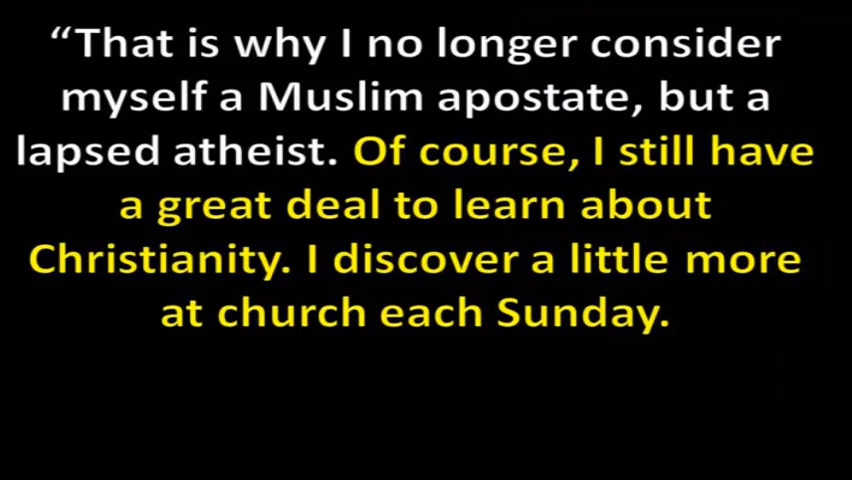 “That is why I no longer consider
myself a Muslim apostate, but a
lapsed atheist. Of course, I still have
a great deal to learn about
Christianity. I discover a little more
at church each Sunday.